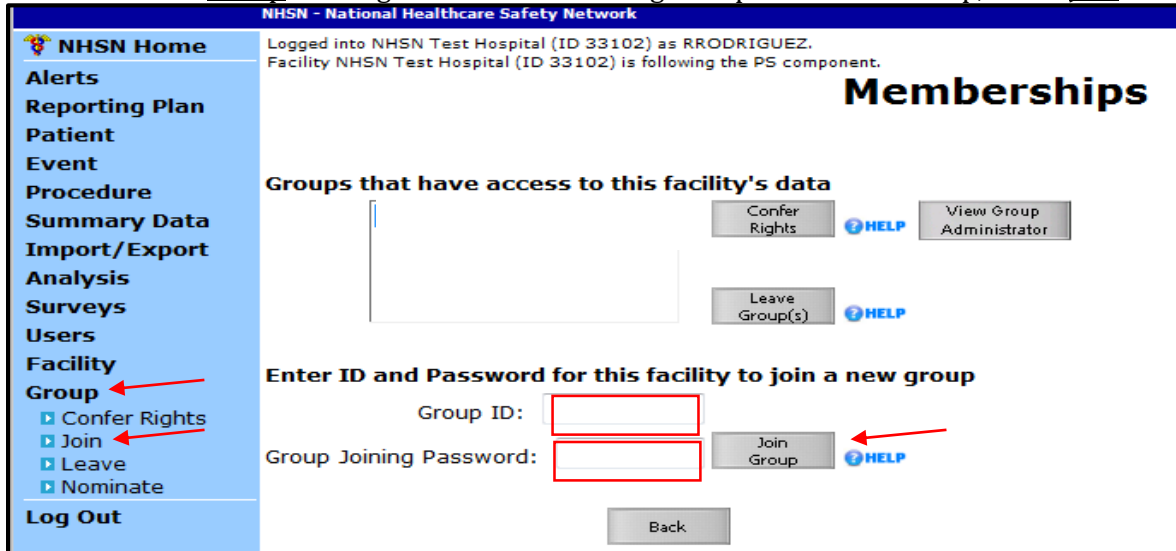 NHSN - National Healthcare Safety Network
NHSN Home
Alerts
Reporting Plan
Patient
Event
Procedure
Summary Data
Import/Export
Analysis
Surveys
Users
Facility
Group
Confer Rights
Join
Leave
Nominate
Log Out
Logged into NHSN Test Hospital (ID 33102) as RRODRIGUEZ.
Facility NHSN Test Hospital (ID 33102) is following the PS component.
Memberships
Groups that have access to this facility's data
Confer
Rights
HELP
View Group
Administrator
Leave
Group(s)
HELP
Enter ID and Password for this facility to join a new group
Group ID:
Group Joining Password:
Join
Group
HELP
Back